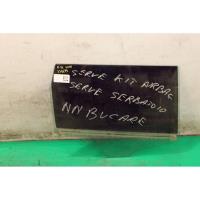 SERVE KIT AIRBAG
SERVE SERBATOIO
NN BUCARE